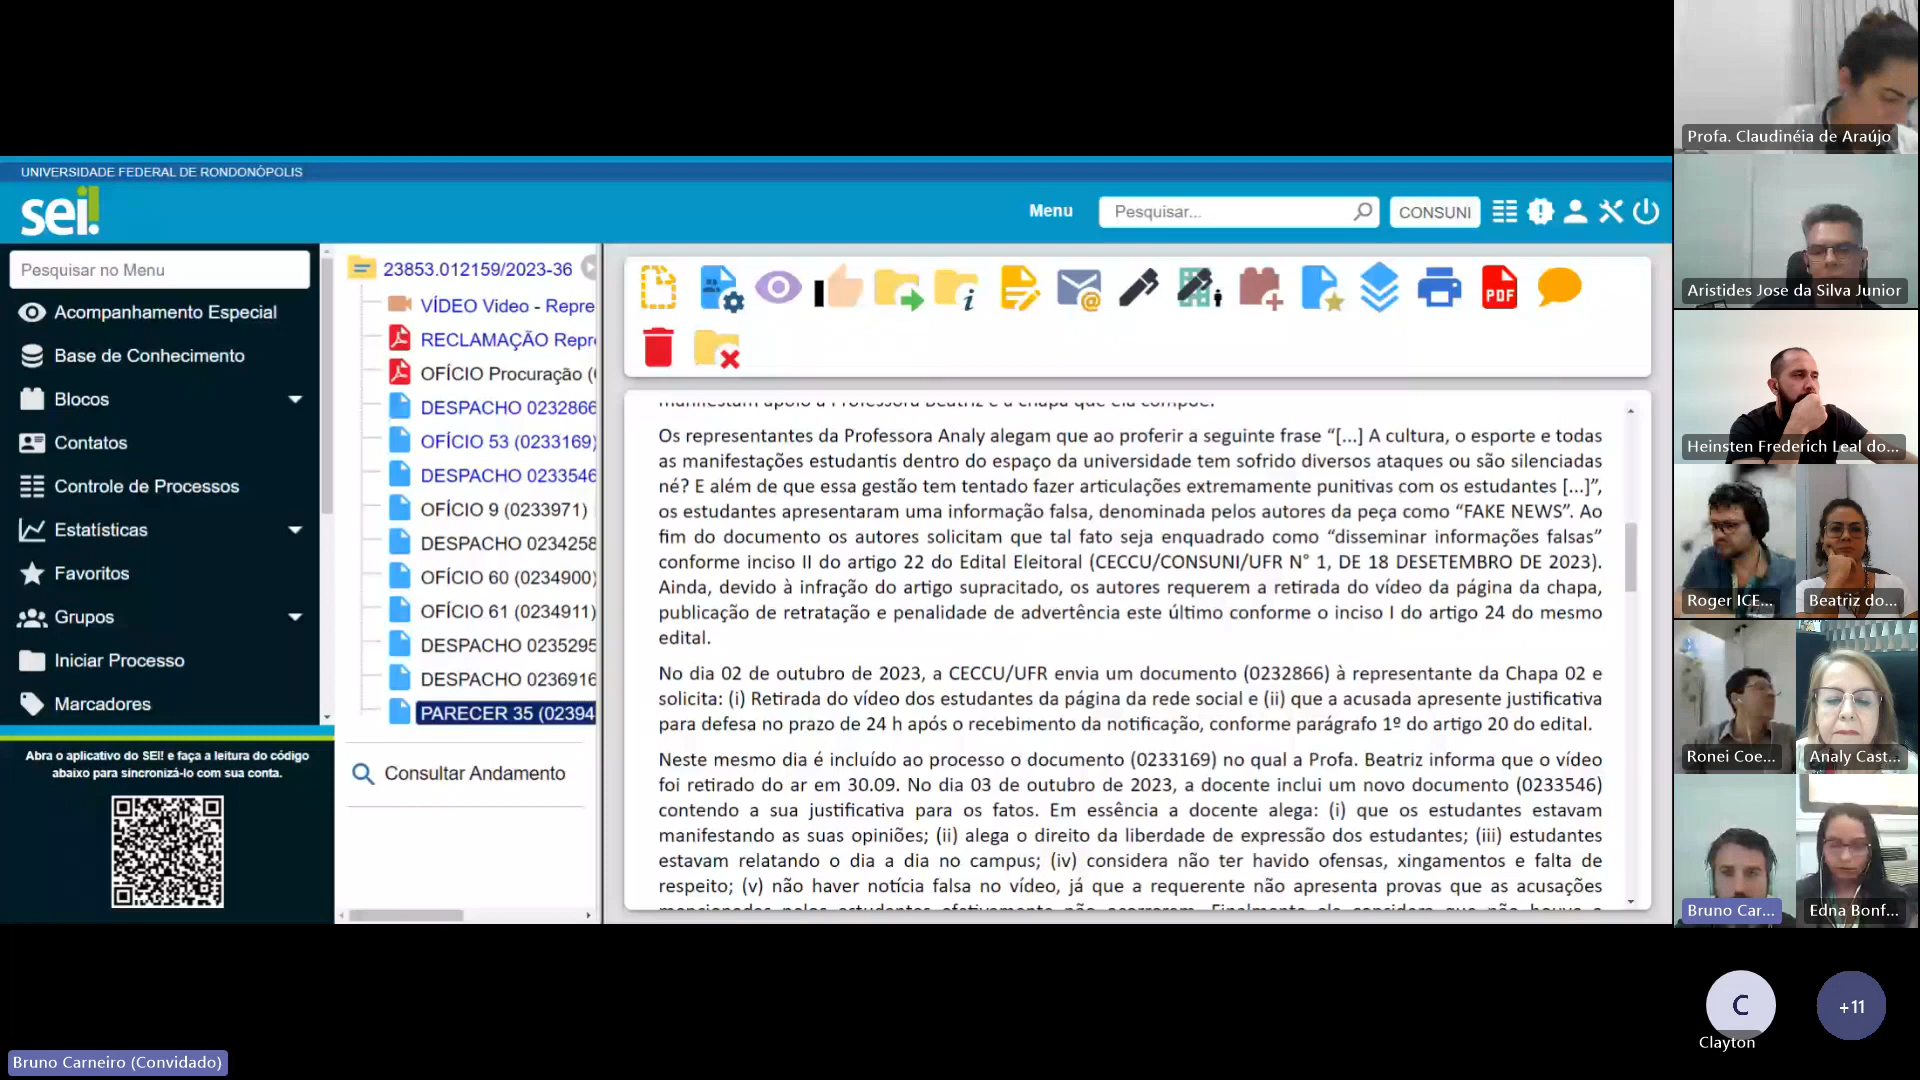 UNIVERSIDADE FEDERAL DE RONDONÓPOLIS
sei!
Menu
Pesquisar...
CONSUNI
Pesquisar no Menu
Acompanhamento Especial
Base de Conhecimento
Blocos
Contatos
Controle de Processos
Estatísticas
Favoritos
Grupos
Iniciar Processo
Marcadores
Abra o aplicativo do SEI! e faça a leitura do código
abaixo para sincronizá-lo com sua conta.
23853.012159/2023-36
VÍDEO Video - Repre
RECLAMAÇÃO Repr
OFÍCIO Procuração (
DESPACHO 0232866
OFÍCIO 53 (0233169)
DESPACHO 0233546
OFÍCIO 9 (0233971)
DESPACHO 0234258
OFÍCIO 60 (0234900)
OFÍCIO 61 (0234911)
DESPACHO 0235295
DESPACHO 0236916
PARECER 35 (02394
Consultar Andamento
PDF
manifestam apoio à Professora Beatriz e a chapa que ela compõe.
Os representantes da Professora Analy alegam que ao proferir a seguinte frase “[...] A cultura, o esporte e todas
as manifestações estudantis dentro do espaço da universidade tem sofrido diversos ataques ou são silenciadas
né? E além de que essa gestão tem tentado fazer articulações extremamente punitivas com os estudantes [...]”,
os estudantes apresentaram uma informação falsa, denominada pelos autores da peça como “FAKE NEWS”. Ao
fim do documento os autores solicitam que tal fato seja enquadrado como “disseminar informações falsas”
conforme inciso II do artigo 22 do Edital Eleitoral (CECCU/CONSUNI/UFR N° 1, DE 18 DESETEMBRO DE 2023).
Ainda, devido à infração do artigo supracitado, os autores requerem a retirada do vídeo da página da chapa,
publicação de retratação e penalidade de advertência este último conforme o inciso I do artigo 24 do mesmo
edital.
No dia 02 de outubro de 2023, a CECCU/UFR envia um documento (0232866) à representante da Chapa 02 e
solicita: (i) Retirada do vídeo dos estudantes da página da rede social e (ii) que a acusada apresente justificativa
para defesa no prazo de 24 h após o recebimento da notificação, conforme parágrafo 1º do artigo 20 do edital.
Neste mesmo dia é incluído ao processo o documento (0233169) no qual a Profa. Beatriz informa que o vídeo
foi retirado do ar em 30.09. No dia 03 de outubro de 2023, a docente inclui um novo documento (0233546)
contendo a sua justificativa para os fatos. Em essência a docente alega: (i) que os estudantes estavam
manifestando as suas opiniões; (ii) alega o direito da liberdade de expressão dos estudantes; (iii) estudantes
estavam relatando o dia a dia no campus; (iv) considera não ter havido ofensas, xingamentos e falta de
respeito; (v) não haver notícia falsa no vídeo, já que a requerente não apresenta provas que as acusações
Profa. Claudinéia de Araújo
Aristides Jose da Silva Junior
Heinsten Frederich Leal do...
Roger ICE...
Beatriz do...
Ronei Coe...
Analy Cast...
Bruno Car...
Edna Bonf...
C
Clayton
+11
Bruno Carneiro (Convidado)